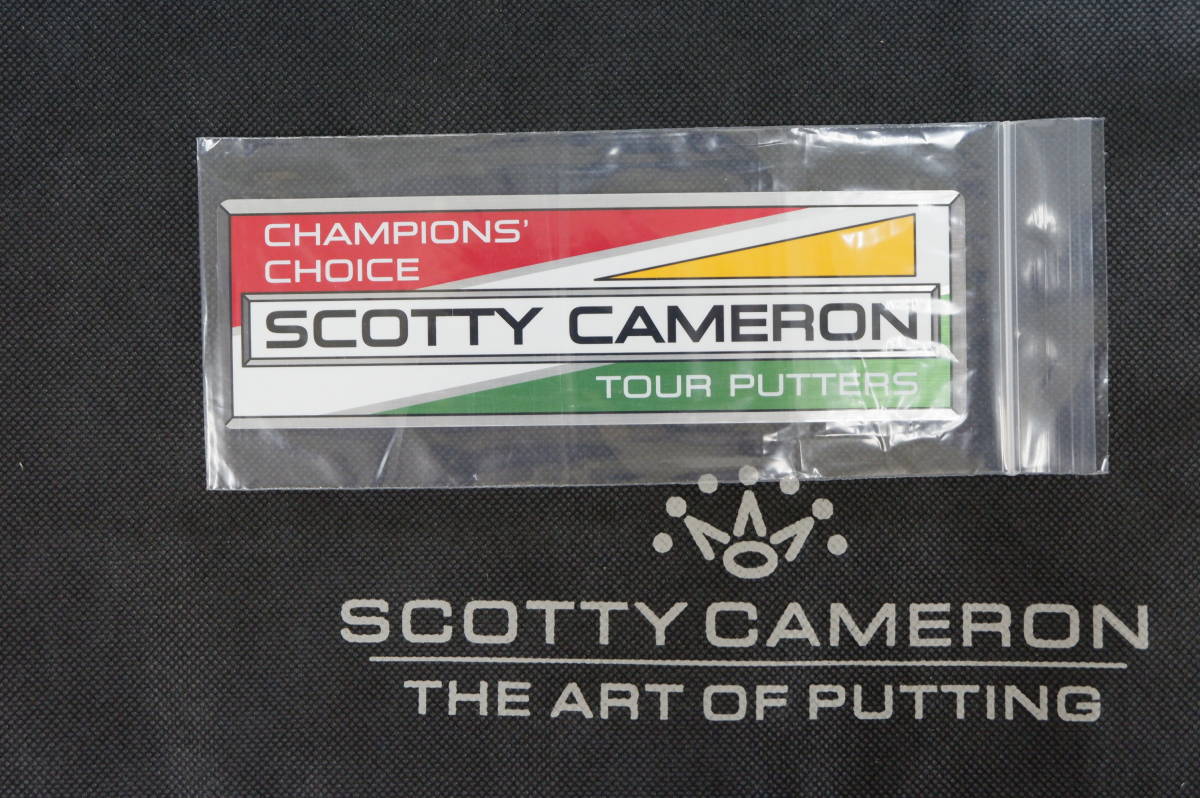 CHAMPIONS'
CHOICE
SCOTTY CAMERON
TOUR PUTTERS
SCOTTY CAMERON
THE ART OF PUTTING